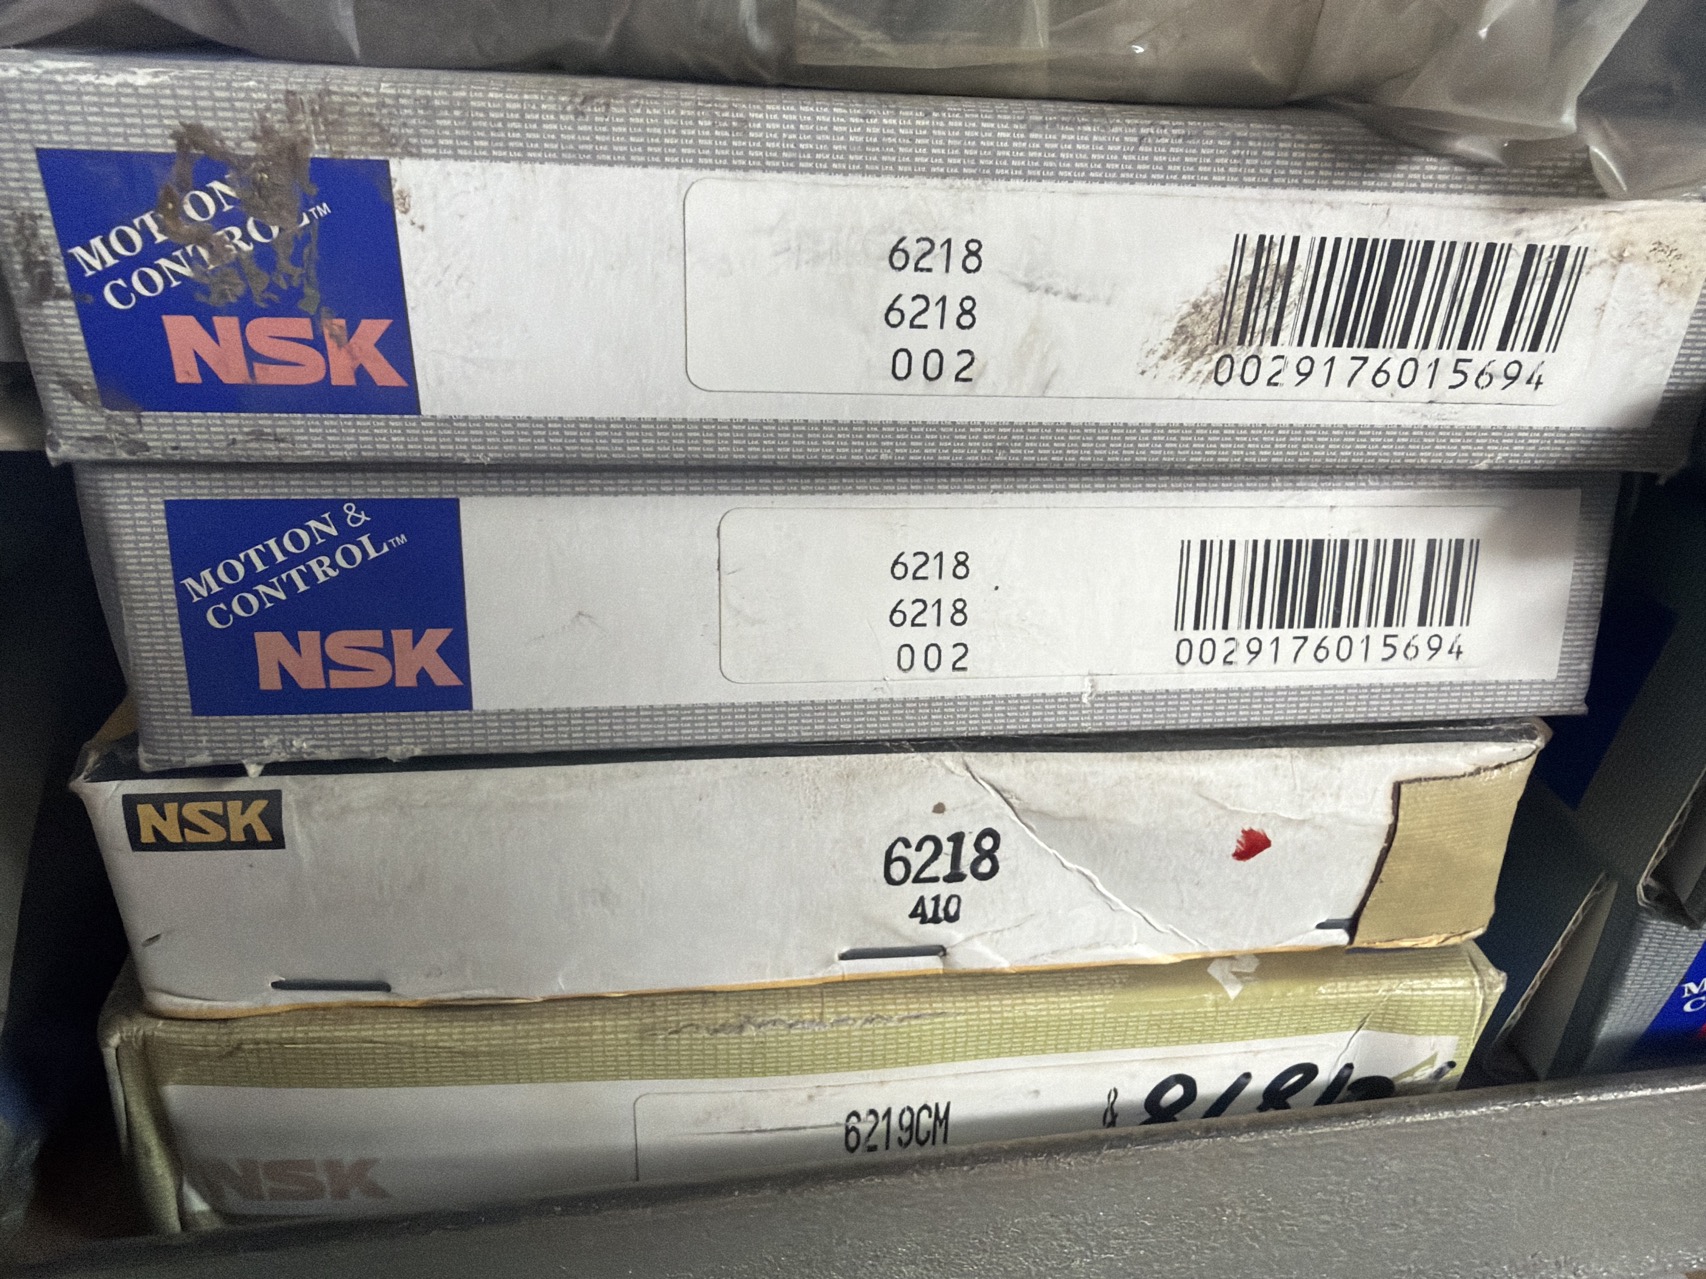 MOTION
CONTROL™
NSK
6218
6218
002
0029176015694
MOTION &
CONTROL™
NSK
6218
6218
002
0029176015694
NSK
6218
410
NSK
6219CM